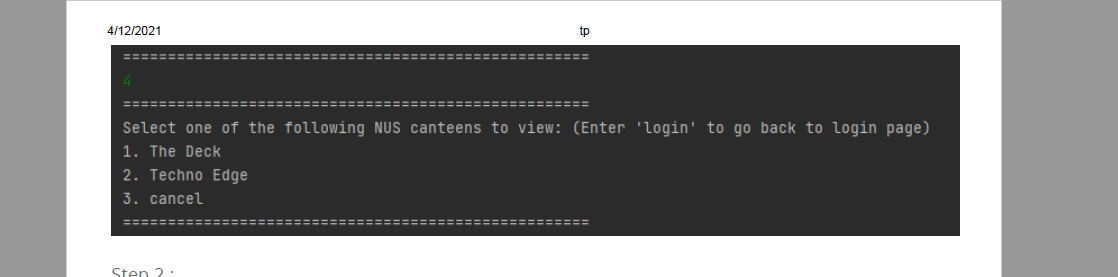 4/12/2021 tp
====================================================
4
====================================================
Select one of the following NUS canteens to view: (Enter 'login' to go back to login page)
1. The Deck
2. Techno Edge
3. cancel
====================================================
Step 2 :